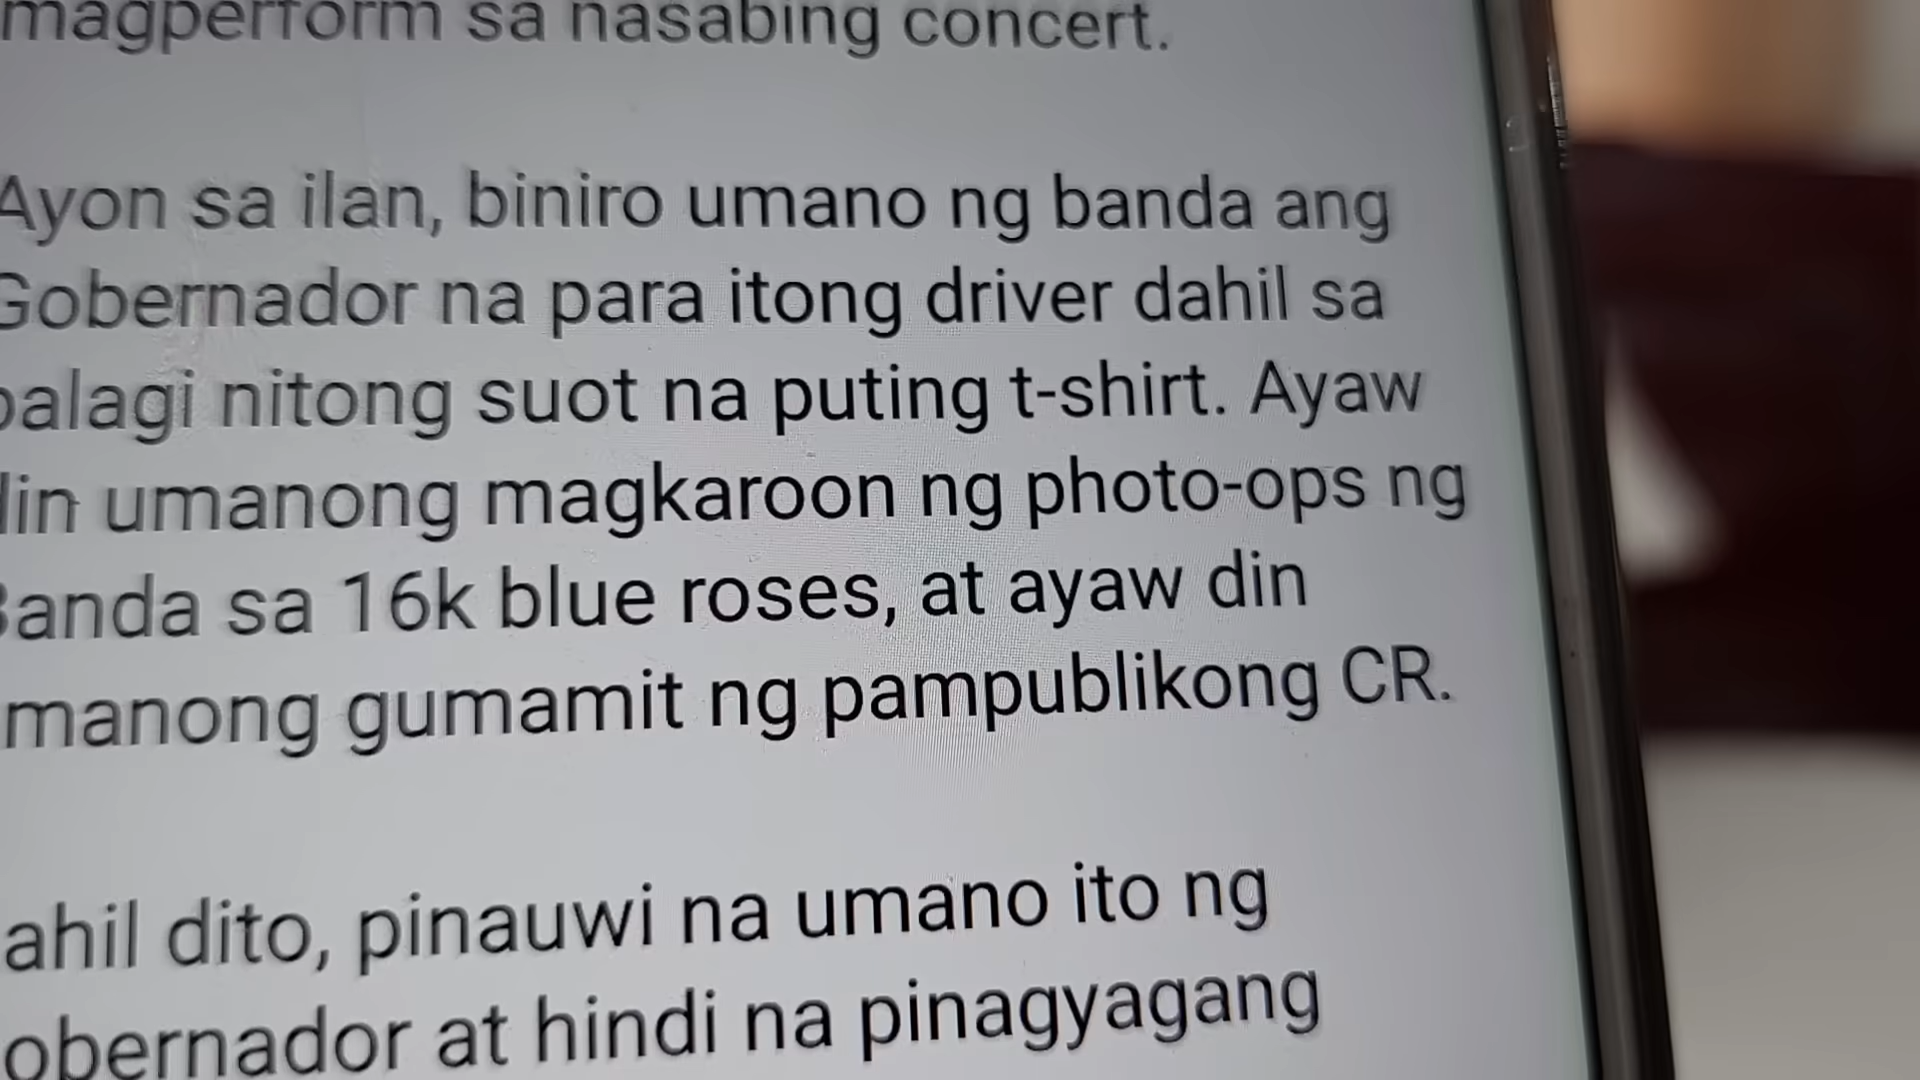 magperform sa nasabing concert.
Ayon sa ilan, biniro umano ng banda ang
Gobernador na para itong driver dahil sa
palagi nitong suot na puting t-shirt. Ayaw
din umanong magkaroon ng photo-ops ng
Banda sa 16k blue roses, at ayaw din
manong gumamit ng pampublikong CR.
ahil dito, pinauwi na umano ito ng
obernador at hindi na pinagyagang